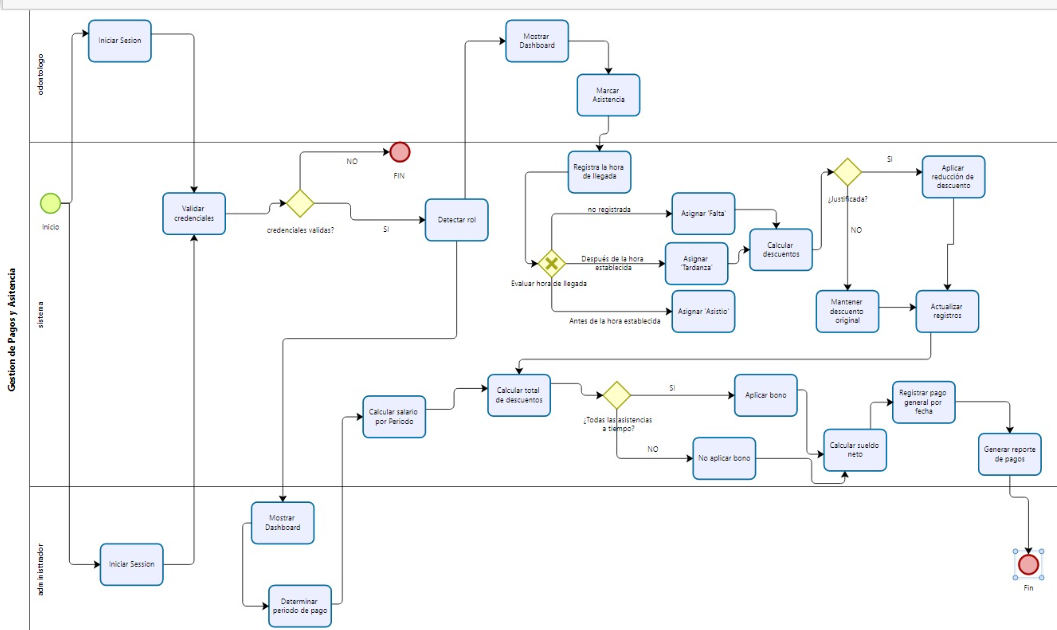 Gestion de Pagos y Asitencia
odontologo
Iniciar Sesion
Mostrar
Dashboard
Marcar
Asistencia
sistema
Inicio
Validar
credenciales
credenciales validas?
NO
FIN
SI
Detectar rol
Registra la hora
de llegada
Evaluar hora de llegada
no registrada
Asignar 'Falta'
Después de la hora
establecida
Asignar
'Tardanza'
Antes de la hora establecida
Asignar 'Asistio'
Calcular
descuentos
¿Justificada?
SI
Aplicar
reducción de
descuento
NO
Mantener
descuento
original
Actualizar
registros
Calcular salario
por Periodo
Calcular total
de descuentos
¿Todas las asistencias
a tiempo?
SI
Aplicar bono
NO
No aplicar bono
Calcular sueldo
neto
Registrar pago
general por
fecha
Generar reporte
de pagos
administrador
Iniciar Session
Mostrar
Dashboard
Determinar
periodo de pago
Fin